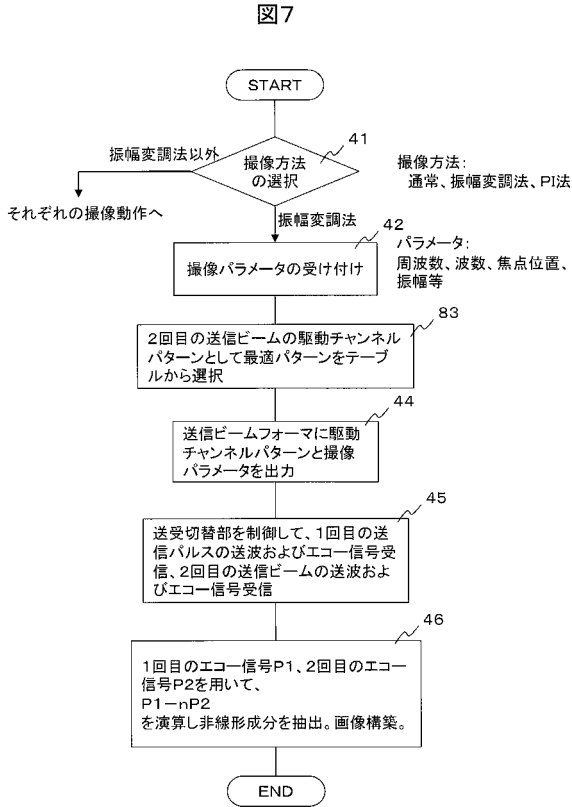 図7
START
41
振幅変調法以外
撮像方法
の選択
撮像方法:
通常、振幅変調法、PI法
それぞれの撮像動作へ
振幅変調法
42
撮像パラメータの受け付け
パラメータ:
周波数、波数、焦点位置、
振幅等
83
2回目の送信ビームの駆動チャンネル
パターンとして最適パターンをテーブ
ルから選択
44
送信ビームフォーマに駆動
チャンネルパターンと撮像
パラメータを出力
45
送受切替部を制御して、1回目の送
信パルスの送波およびエコー信号受
信、2回目の送信ビームの送波およ
びエコー信号受信
46
1回目のエコー信号P1、2回目のエコー
信号P2を用いて、
P1－nP2
を演算し非線形成分を抽出。画像構築。
END